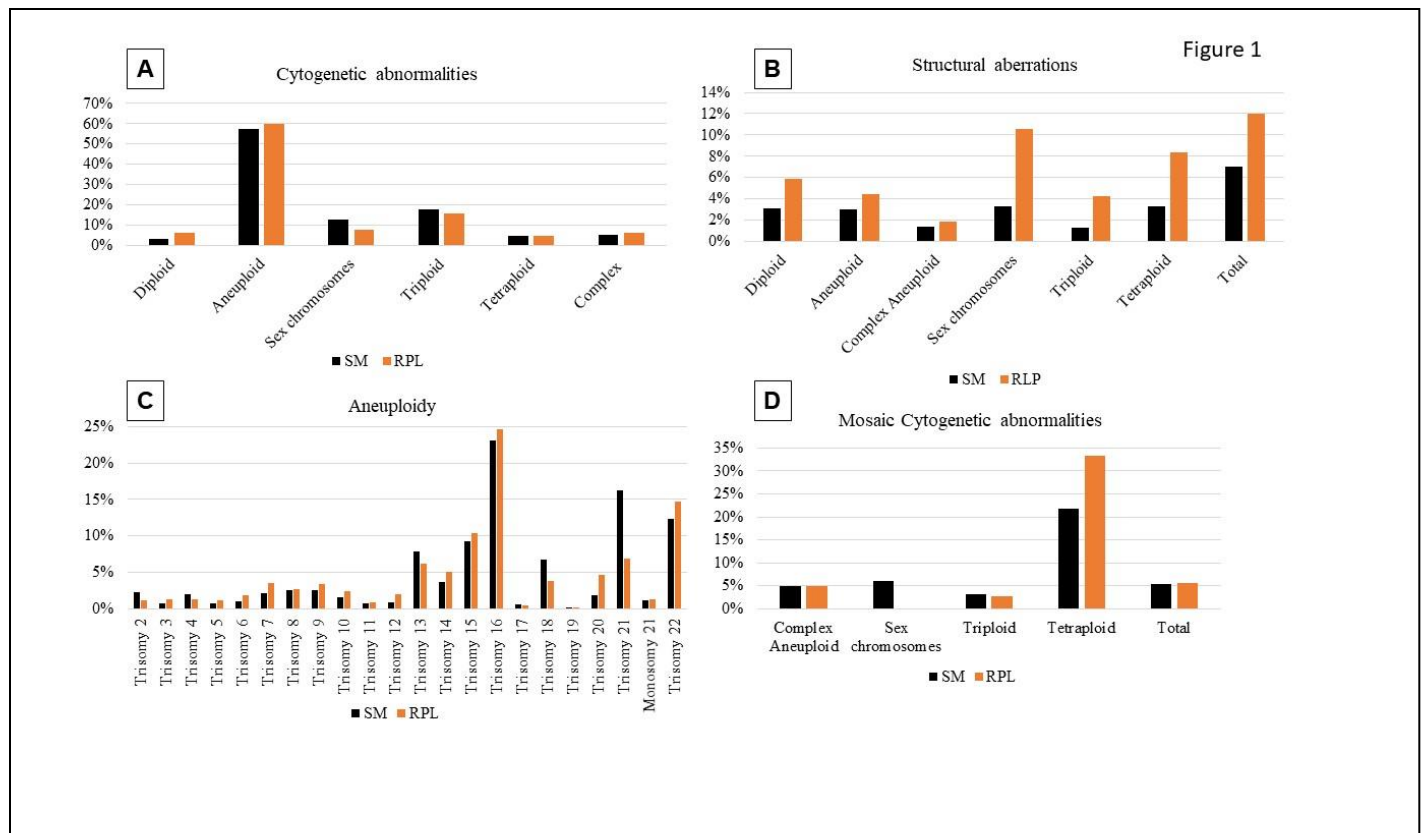 Figure 1
A
Cytogenetic abnormalities
70%
60%
50%
40%
30%
20%
10%
0%
Diploid
Aneuploid
Sex chromosomes
Triploid
Tetraploid
Complex
SM RPL
B
Structural aberrations
14%
12%
10%
8%
6%
4%
2%
0%
Diploid
Aneuploid
Complex Aneuploid
Sex chromosomes
Triploid
Tetraploid
Total
SM RLP
C
Aneuploidy
25%
20%
15%
10%
5%
0%
Trisomy 2
Trisomy 3
Trisomy 4
Trisomy 5
Trisomy 6
Trisomy 7
Trisomy 8
Trisomy 9
Trisomy 10
Trisomy 11
Trisomy 12
Trisomy 13
Trisomy 14
Trisomy 15
Trisomy 16
Trisomy 17
Trisomy 18
Trisomy 19
Trisomy 20
Trisomy 21
Monosomy 21
Trisomy 22
SM RPL
D
Mosaic Cytogenetic abnormalities
35%
30%
25%
20%
15%
10%
5%
0%
Complex
Aneuploid
Sex
chromosomes
Triploid
Tetraploid
Total
SM RPL